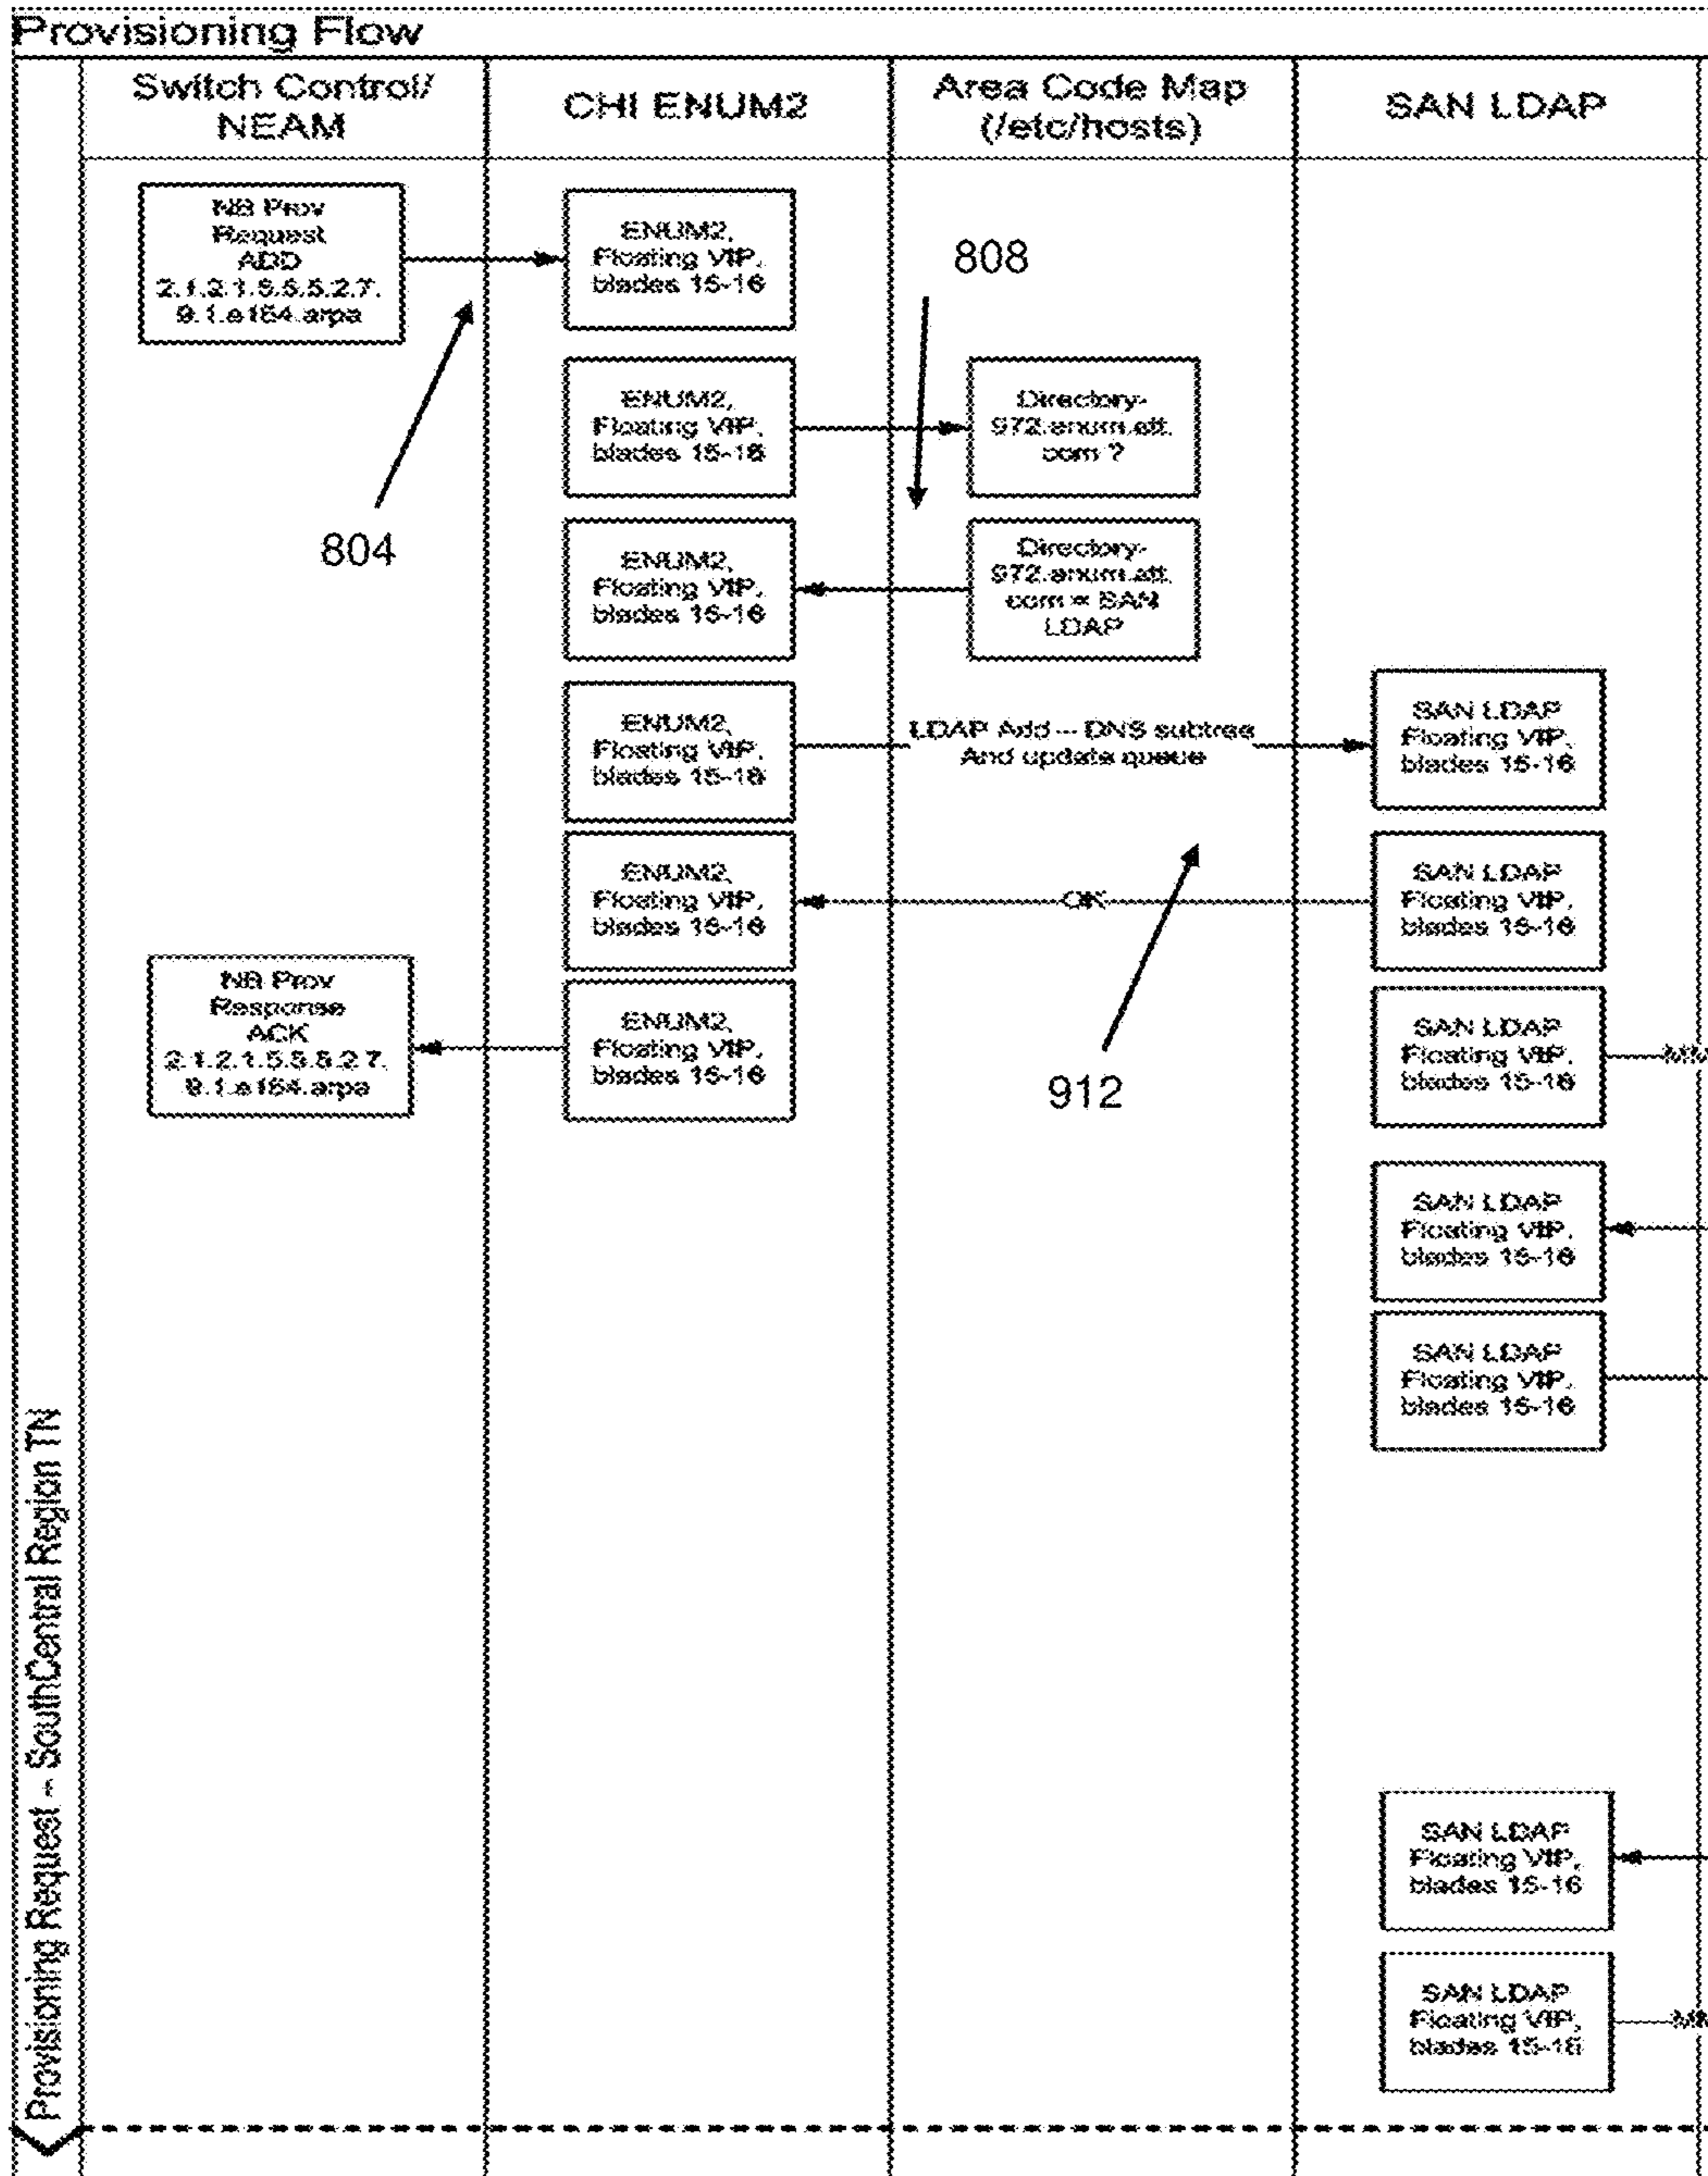 Provisioning Flow
Switch Control/
NEAM
CHI ENUM2
Area Code Map
(/etc/hosts)
SAN LDAP
NB Prov
Request
ADD
2.1.2.1.5.5.5.2.7.
9.1.e164.arpa
ENUM2,
Floating VIP,
blades 15-16
808
804
ENUM2,
Floating VIP,
blades 15-16
Directory-
972.enum.att.
com ?
ENUM2,
Floating VIP,
blades 15-16
Directory-
972.enum.att.
com = SAN
LDAP
ENUM2,
Floating VIP,
blades 15-16
LDAP Add -- DNS subtree
And update queue
SAN LDAP
Floating VIP,
blades 15-16
ENUM2,
Floating VIP,
blades 15-16
OK
SAN LDAP
Floating VIP,
blades 15-16
NB Prov
Response
ACK
2.1.2.1.5.5.5.2.7.
9.1.e164.arpa
ENUM2,
Floating VIP,
blades 15-16
912
SAN LDAP
Floating VIP,
blades 15-16
SAN LDAP
Floating VIP,
blades 15-16
SAN LDAP
Floating VIP,
blades 15-16
SAN LDAP
Floating VIP,
blades 15-16
SAN LDAP
Floating VIP,
blades 15-16
Provisioning Request - SouthCentral Region TN